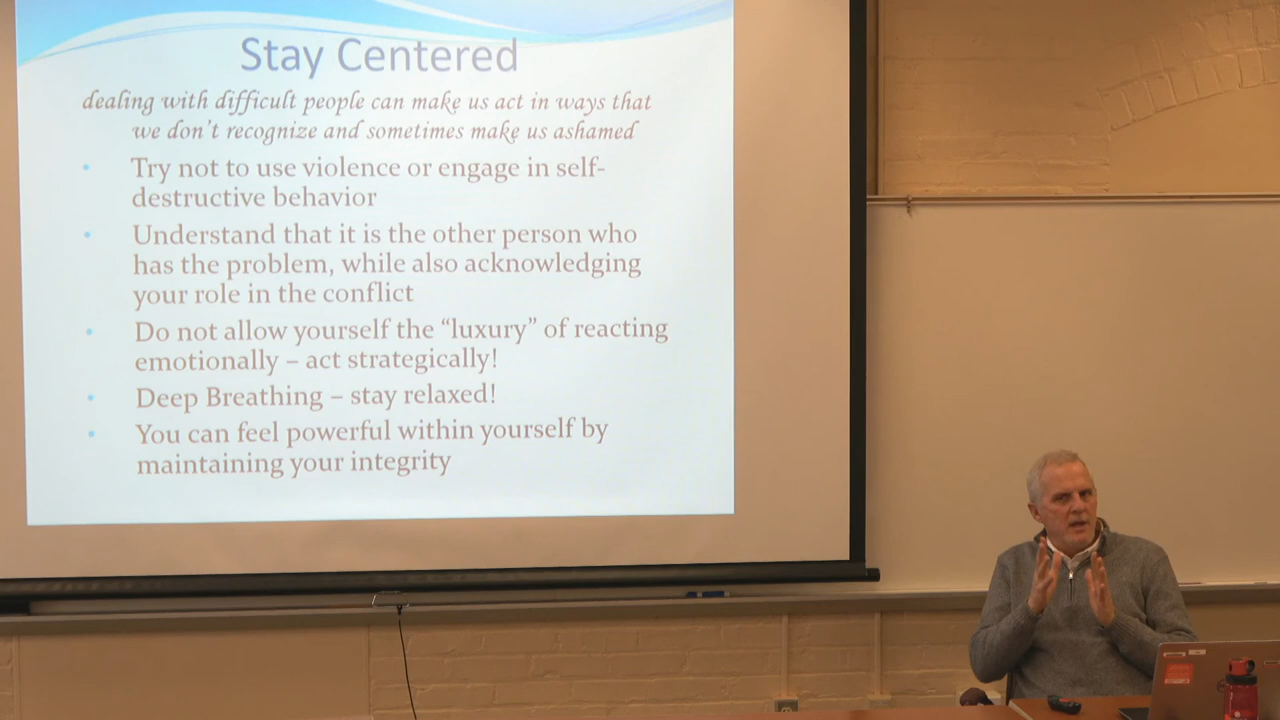 Stay Centered
dealing with difficult people can make us act in ways that
we don't recognize and sometimes make us ashamed
• Try not to use violence or engage in self-
destructive behavior
• Understand that it is the other person who
has the problem, while also acknowledging
your role in the conflict
• Do not allow yourself the “luxury” of reacting
emotionally – act strategically!
• Deep Breathing – stay relaxed!
• You can feel powerful within yourself by
maintaining your integrity